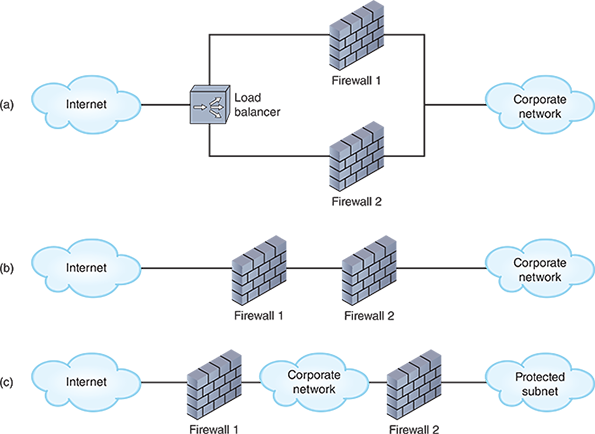 Firewall 1
(a)
Internet
Load
balancer
Corporate
network
Firewall 2
(b)
Internet
Corporate
network
Firewall 1
Firewall 2
(c)
Internet
Corporate
network
Protected
subnet
Firewall 1
Firewall 2